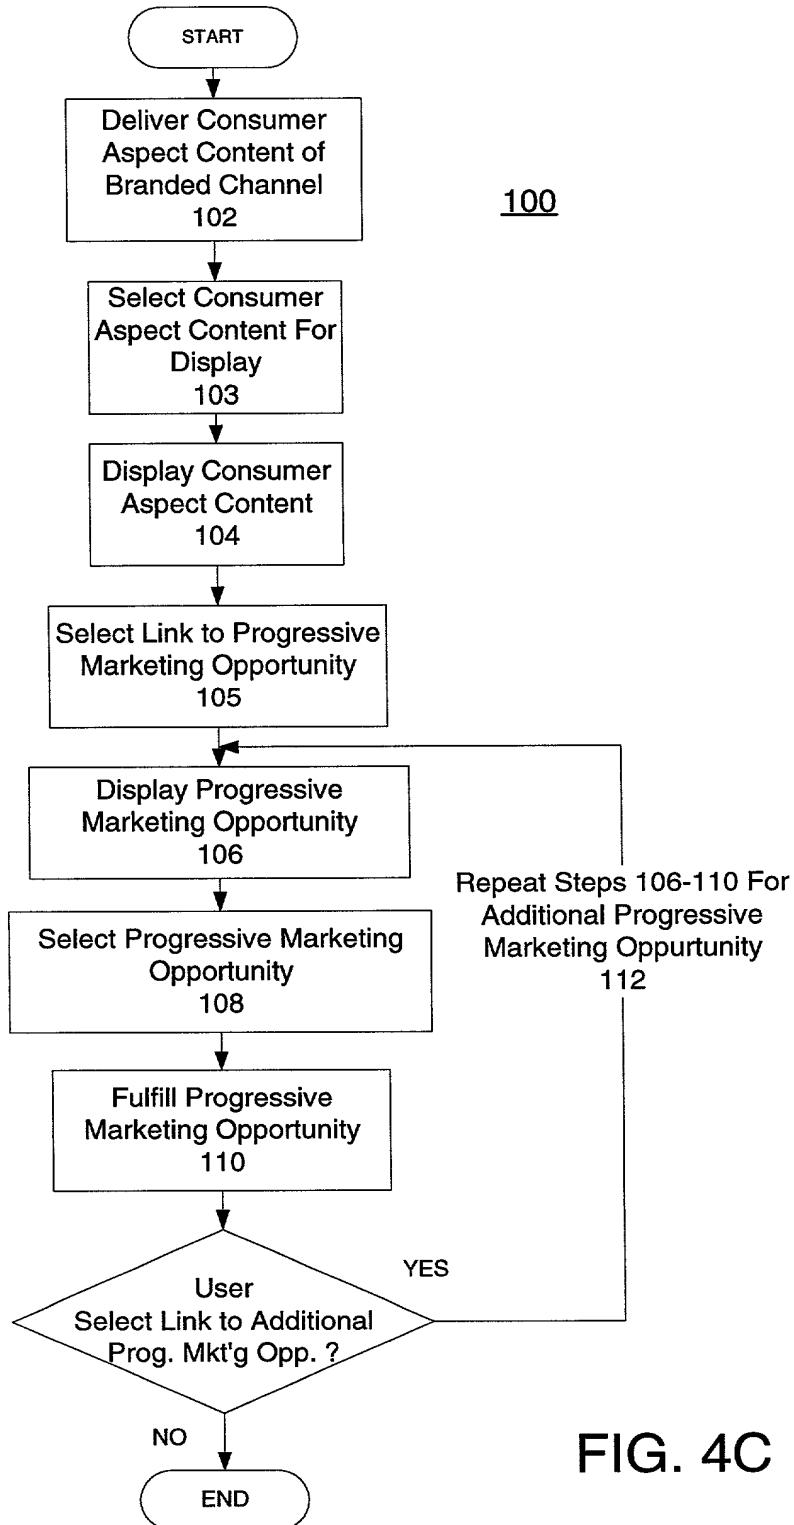 START
Deliver Consumer
Aspect Content of
Branded Channel
102
100
Select Consumer
Aspect Content For
Display
103
Display Consumer
Aspect Content
104
Select Link to Progressive
Marketing Opportunity
105
Display Progressive
Marketing Opportunity
106
Repeat Steps 106-110 For
Additional Progressive
Marketing Oppurtunity
112
Select Progressive Marketing
Opportunity
108
Fulfill Progressive
Marketing Opportunity
110
YES
User
Select Link to Additional
Prog. Mkt'g Opp. ?
NO
END
FIG. 4C